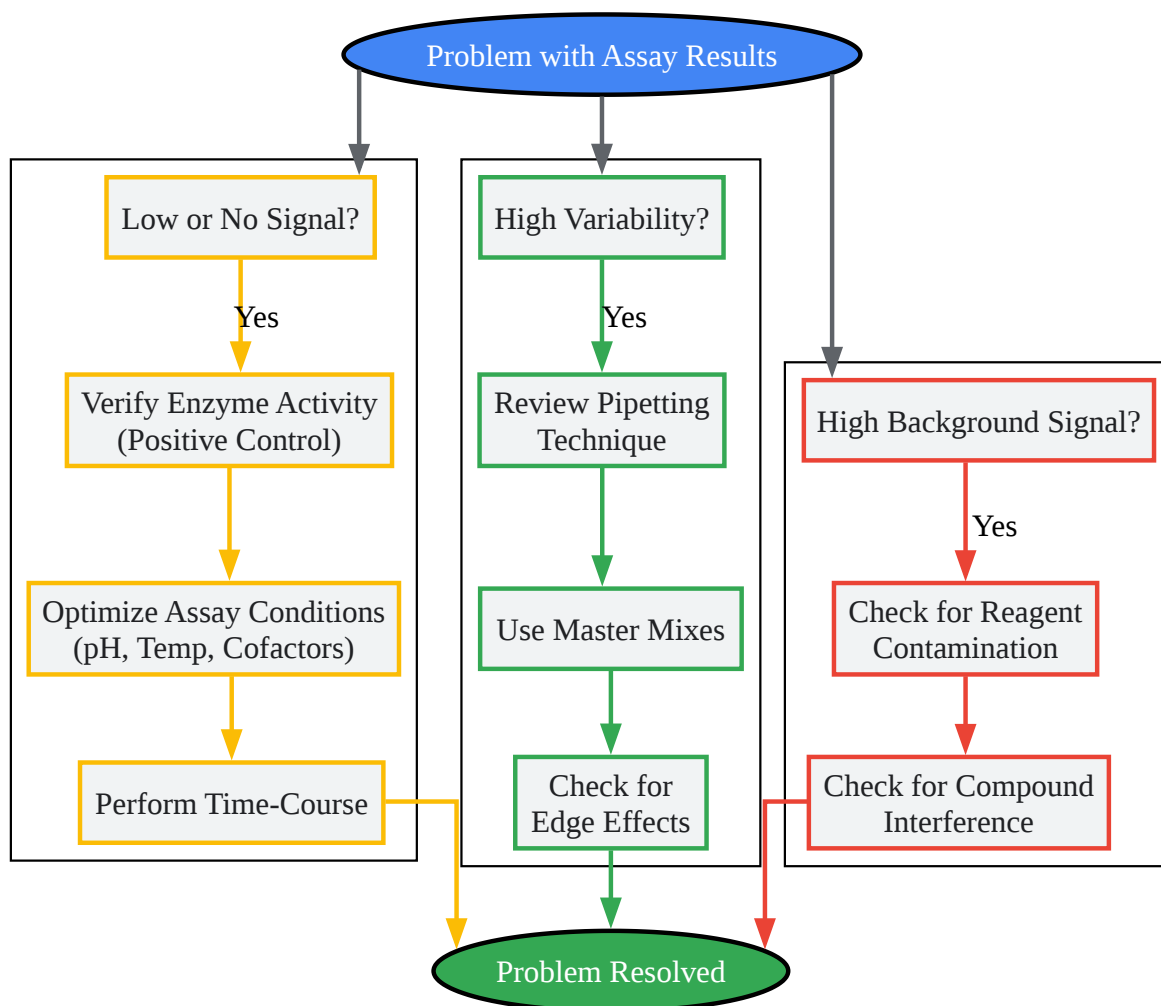 Problem with Assay Results
Low or No Signal?
Yes
Verify Enzyme Activity
(Positive Control)
Optimize Assay Conditions
(pH, Temp, Cofactors)
Perform Time-Course
High Variability?
Yes
Review Pipetting
Technique
Use Master Mixes
Check for
Edge Effects
High Background Signal?
Yes
Check for Reagent
Contamination
Check for Compound
Interference
Problem Resolved